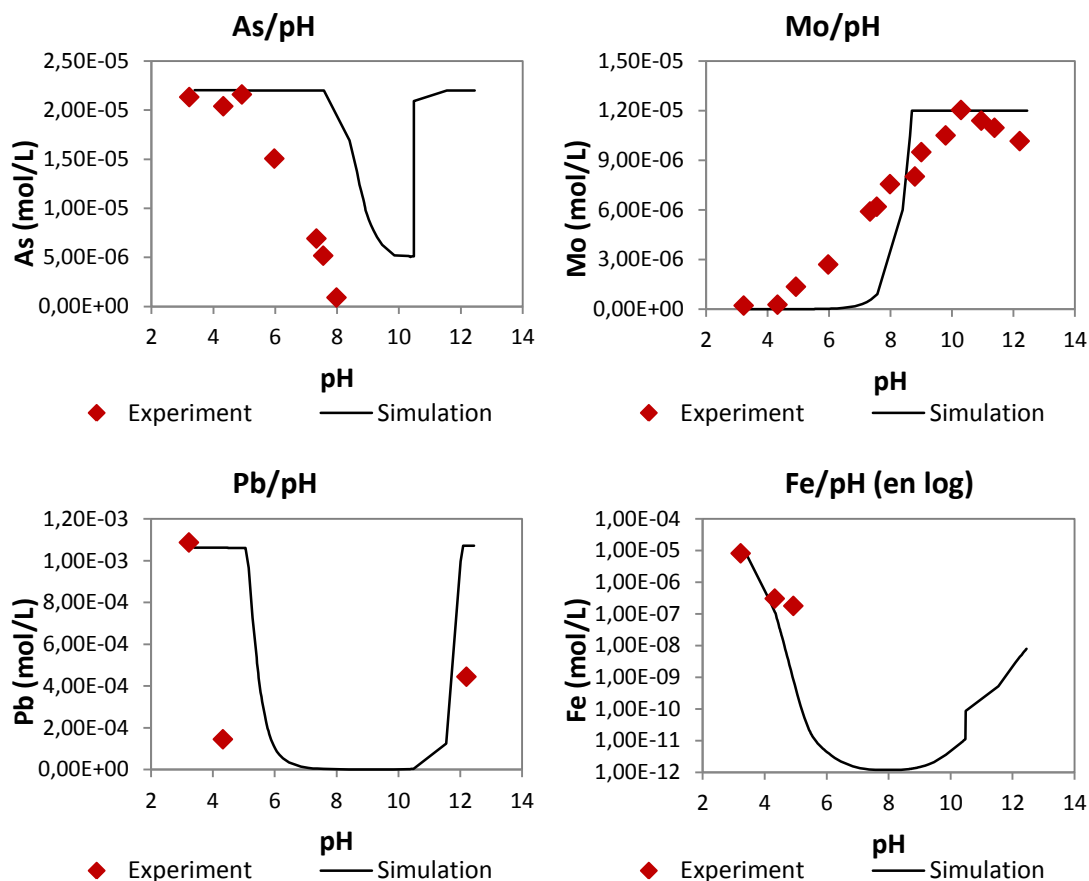 As/pH
2,50E-05
2,00E-05
1,50E-05
1,00E-05
5,00E-06
0,00E+00
As (mol/L)
2 4 6 8 10 12 14
pH
Experiment Simulation
Mo/pH
1,50E-05
1,20E-05
9,00E-06
6,00E-06
3,00E-06
0,00E+00
Mo (mol/L)
2 4 6 8 10 12 14
pH
Experiment Simulation
Pb/pH
1,20E-03
1,00E-03
8,00E-04
6,00E-04
4,00E-04
2,00E-04
0,00E+00
Pb (mol/L)
2 4 6 8 10 12 14
pH
Experiment Simulation
Fe/pH (en log)
1,00E-04
1,00E-05
1,00E-06
1,00E-07
1,00E-08
1,00E-09
1,00E-10
1,00E-11
1,00E-12
Fe (mol/L)
2 4 6 8 10 12 14
pH
Experiment Simulation